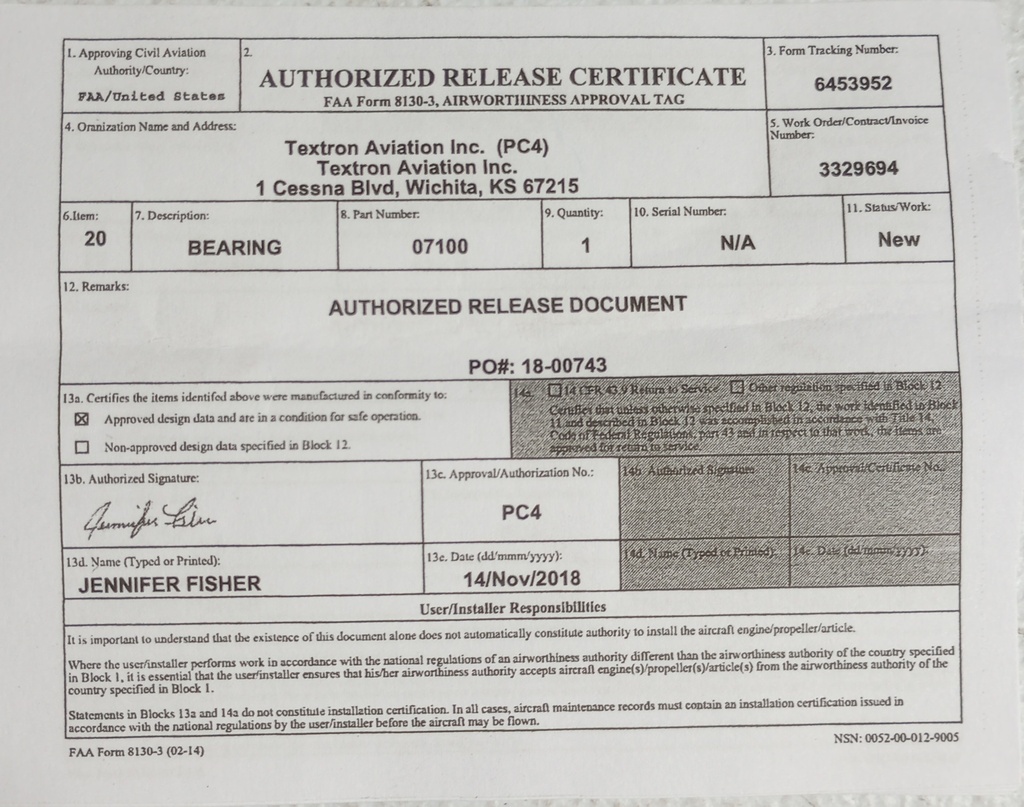 1. Approving Civil Aviation
Authority/Country:
FAA/United States
2.
AUTHORIZED RELEASE CERTIFICATE
FAA Form 8130-3, AIRWORTHINESS APPROVAL TAG
3. Form Tracking Number:
6453952
4. Oranization Name and Address:
Textron Aviation Inc. (PC4)
Textron Aviation Inc.
1 Cessna Blvd, Wichita, KS 67215
5. Work Order/Contract/Invoice
Number:
3329694
6.Item:
20
7. Description:
BEARING
8. Part Number:
07100
9. Quantity:
1
10. Serial Number:
N/A
11. Status/Work:
New
12. Remarks:
AUTHORIZED RELEASE DOCUMENT
PO#: 18-00743
13a. Certifies the items identifed above were manufactured in conformity to:
Approved design data and are in a condition for safe operation.
Non-approved design data specified in Block 12.
14a. 14 CFR 43.9 Return to Service Other regulation specified in Block 12
Certifies that unless otherwise specified in Block 12, the work identified in Block
11 and described in Block 12 was accomplished in accordance with Title 14,
Code of Federal Regulations, part 43 and in respect to that work, the items are
approved for return to service.
13b. Authorized Signature:
Jennifer Fisher
13c. Approval/Authorization No.:
PC4
14b. Authorized Signature:
14c. Approval/Certificate No.:
13d. Name (Typed or Printed):
JENNIFER FISHER
13e. Date (dd/mmm/yyyy):
14/Nov/2018
14d. Name (Typed or Printed):
14e. Date (dd/mmm/yyyy):
User/Installer Responsibilities
It is important to understand that the existence of this document alone does not automatically constitute authority to install the aircraft engine/propeller/article.
Where the user/installer performs work in accordance with the national regulations of an airworthiness authority different than the airworthiness authority of the country specified
in Block 1, it is essential that the user/installer ensures that his/her airworthiness authority accepts aircraft engine(s)/propeller(s)/article(s) from the airworthiness authority of the
country specified in Block 1.
Statements in Blocks 13a and 14a do not constitute installation certification. In all cases, aircraft maintenance records must contain an installation certification issued in
accordance with the national regulations by the user/installer before the aircraft may be flown.
FAA Form 8130-3 (02-14)
NSN: 0052-00-012-9005